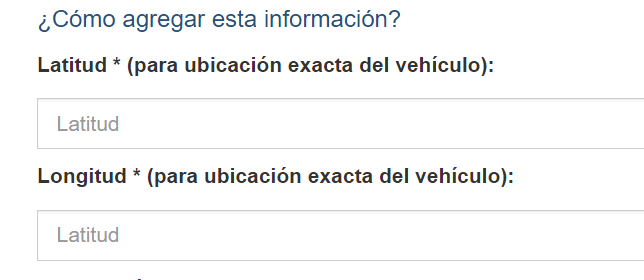 ¿Cómo agregar esta información?
Latitud * (para ubicación exacta del vehículo):
Latitud
Longitud * (para ubicación exacta del vehículo):
Latitud